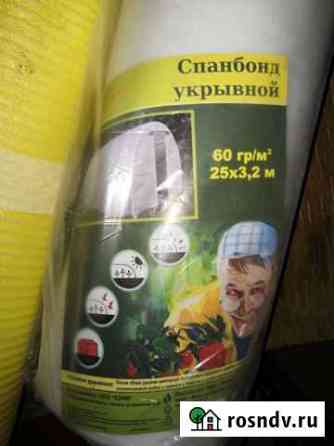 Спанбонд
укрывной
60 гр/м²
25х3,2 м
rosndv.ru